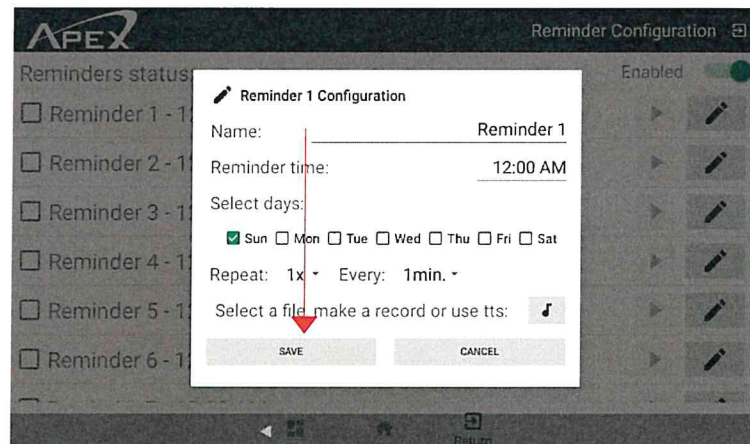 APEX
Reminder Configuration
Reminders status:
Enabled
Reminder 1 - 1
Reminder 2 - 1
Reminder 3 - 1
Reminder 4 - 1
Reminder 5 - 1
Reminder 6 - 1
Reminder 1 Configuration
Name: Reminder 1
Reminder time: 12:00 AM
Select days:
Sun Mon Tue Wed Thu Fri Sat
Repeat: 1x Every: 1min.
Select a file, make a record or use tts:
SAVE CANCEL
Return